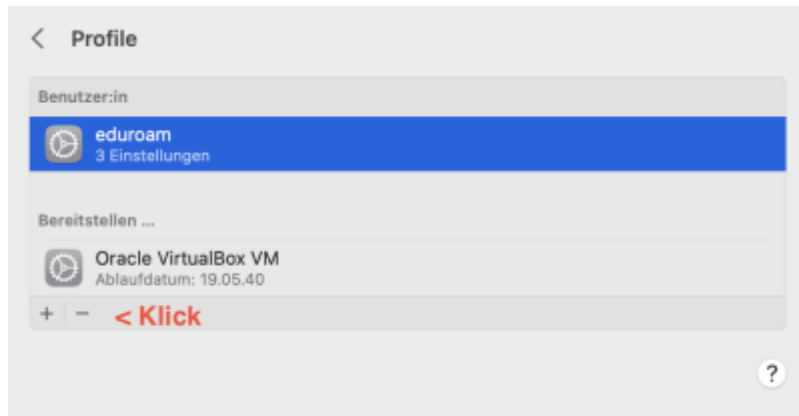 Profile
Benutzer:in
eduroam
3 Einstellungen
Bereitstellen ...
Oracle VirtualBox VM
Ablaufdatum: 19.05.40
+ − < Klick
?